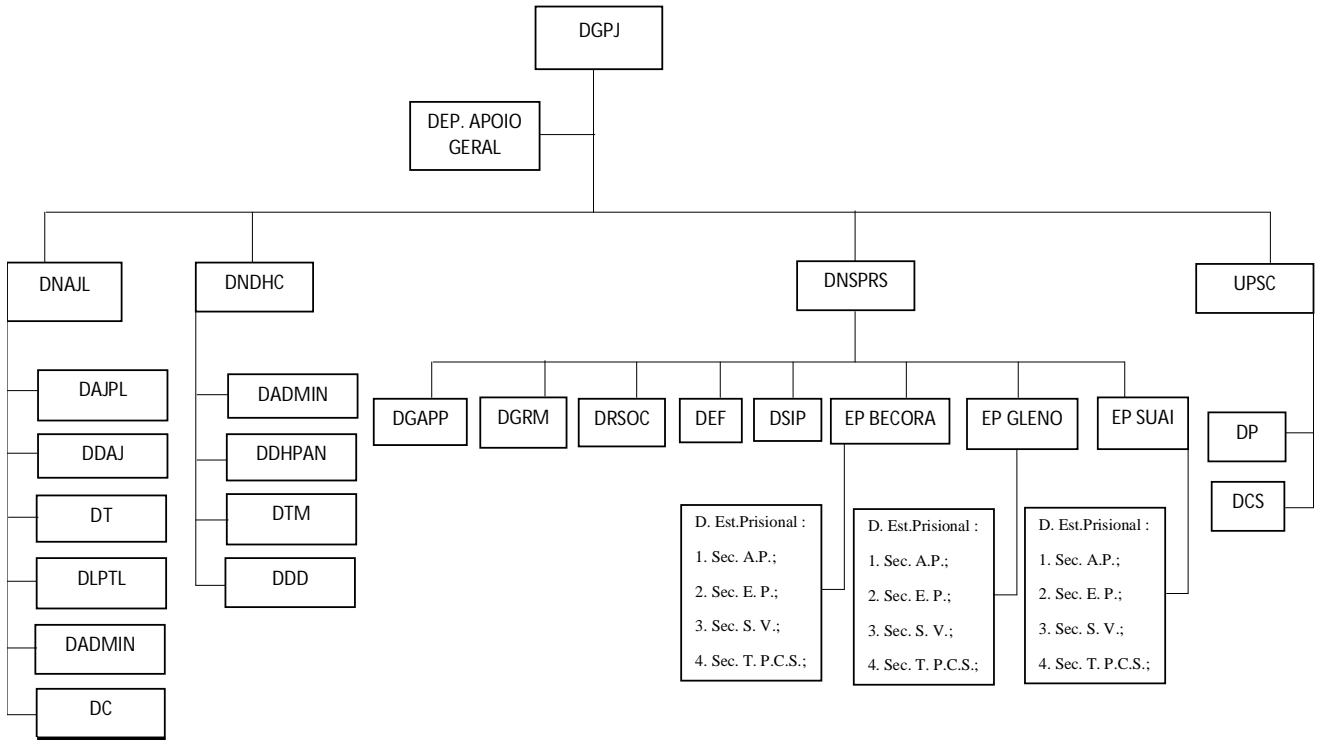 DGPJ
DEP. APOIO
GERAL
DNAJL
DNDHC
DNSPRS
UPSC
DAJPL
DDAJ
DT
DLPTL
DADMIN
DC
DADMIN
DDHPAN
DTM
DDD
DGAPP
DGRM
DRSOC
DEF
DSIP
EP BECORA
EP GLENO
EP SUAI
D. Est.Prisional :
1. Sec. A.P.;
2. Sec. E. P.;
3. Sec. S. V.;
4. Sec. T. P.C.S.;
D. Est.Prisional :
1. Sec. A.P.;
2. Sec. E. P.;
3. Sec. S. V.;
4. Sec. T. P.C.S.;
D. Est.Prisional :
1. Sec. A.P.;
2. Sec. E. P.;
3. Sec. S. V.;
4. Sec. T. P.C.S.;
DP
DCS